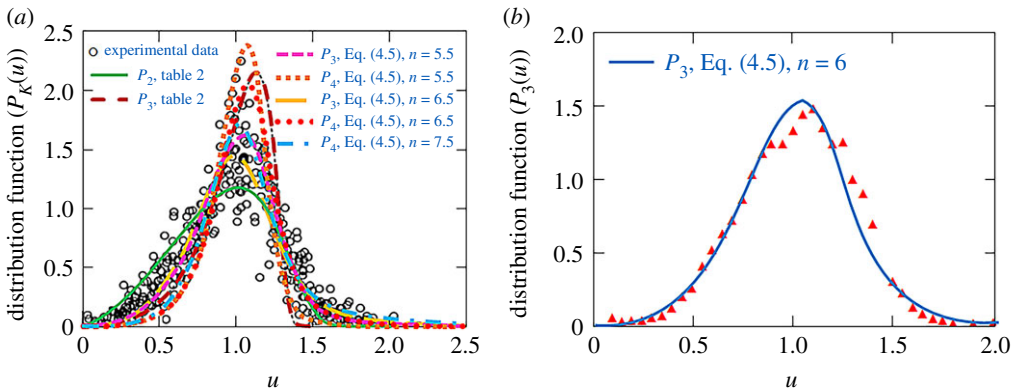 (a)
distribution function (P_K(u))
2.5
2.0
1.5
1.0
0.5
0
0.5
1.0
1.5
2.0
2.5
u
experimental data
P_2, table 2
P_3, table 2
P_3, Eq. (4.5), n = 5.5
P_4, Eq. (4.5), n = 5.5
P_3, Eq. (4.5), n = 6.5
P_4, Eq. (4.5), n = 6.5
P_4, Eq. (4.5), n = 7.5
(b)
distribution function (P_3(u))
2.0
1.5
1.0
0.5
0
0
0.5
1.0
1.5
2.0
u
P_3, Eq. (4.5), n = 6